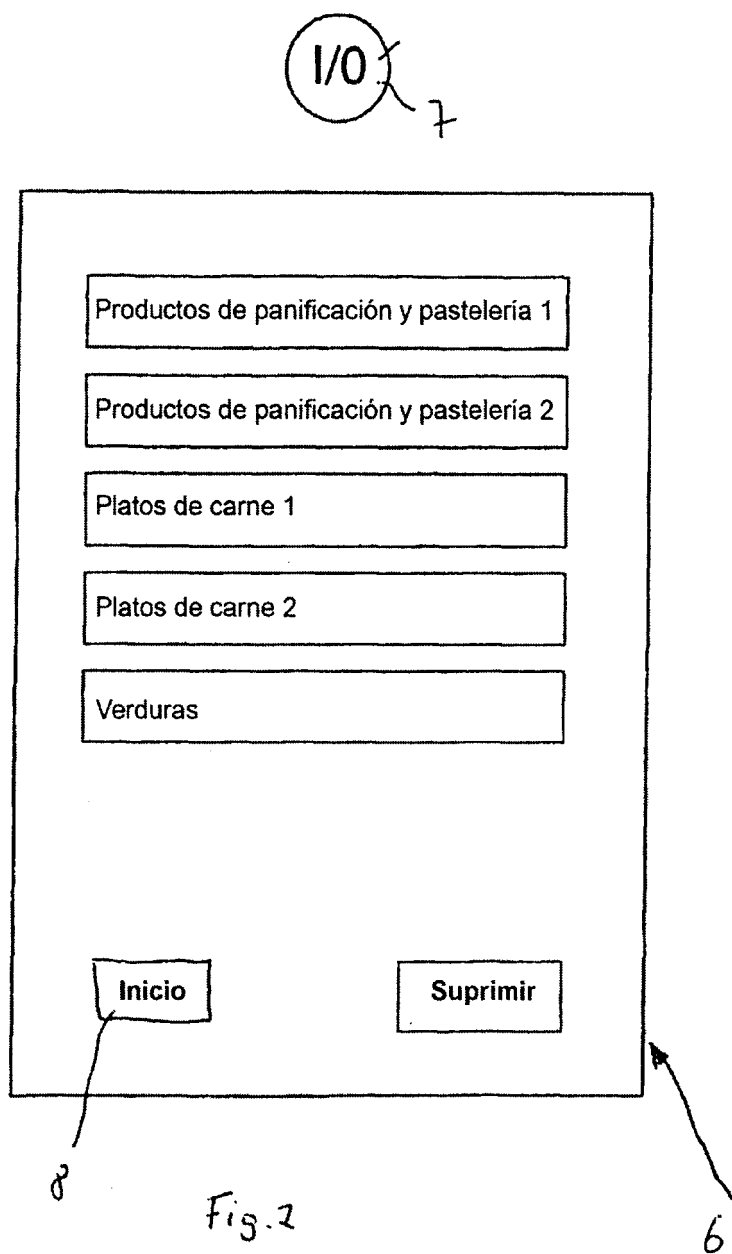 I/0
7
Productos de panificación y pastelería 1
Productos de panificación y pastelería 2
Platos de carne 1
Platos de carne 2
Verduras
Inicio Suprimir
8
6
Fig. 2